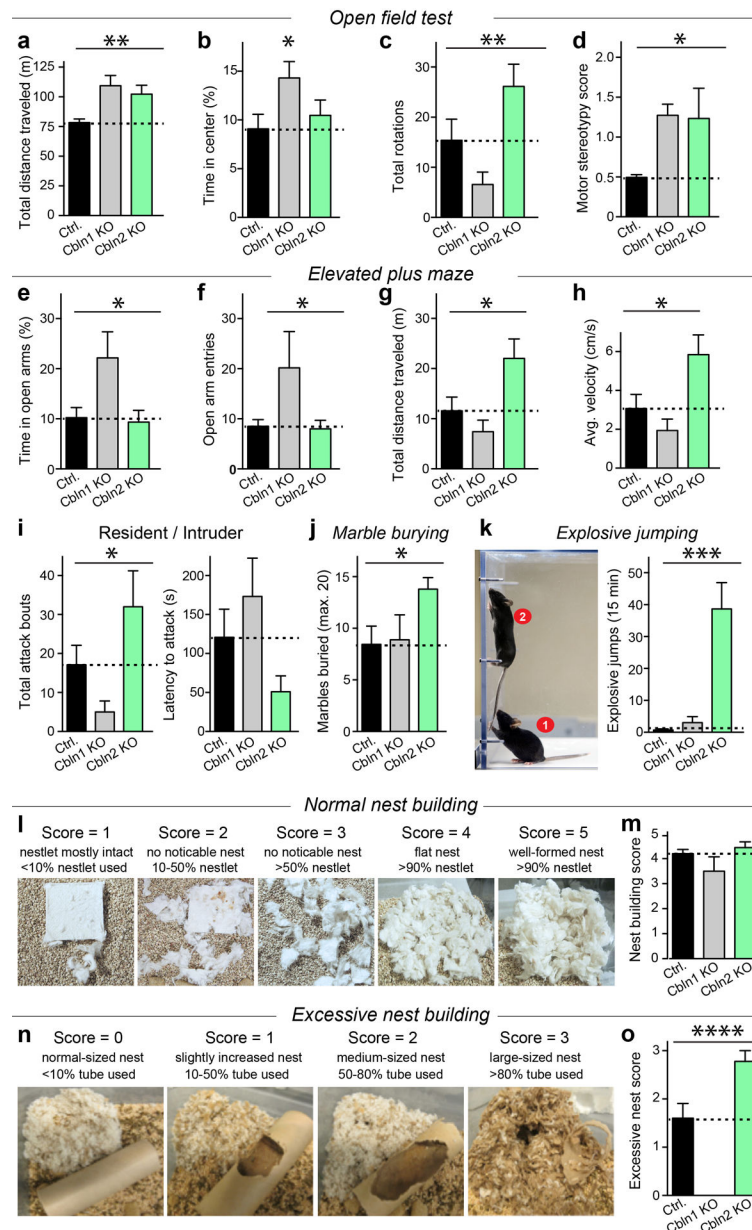 Open field test
a
**
Total distance traveled (m)
125
100
75
50
25
0
Ctrl.
Cbln1 KO
Cbln2 KO
b
*
Time in center (%)
15
10
5
0
Ctrl.
Cbln1 KO
Cbln2 KO
c
**
Total rotations
30
20
10
0
Ctrl.
Cbln1 KO
Cbln2 KO
d
*
Motor stereotypy score
2.0
1.5
1.0
0.5
0
Ctrl.
Cbln1 KO
Cbln2 KO
Elevated plus maze
e
*
Time in open arms (%)
30
20
10
0
Ctrl.
Cbln1 KO
Cbln2 KO
f
*
Open arm entries
30
20
10
0
Ctrl.
Cbln1 KO
Cbln2 KO
g
*
Total distance traveled (m)
30
20
10
0
Ctrl.
Cbln1 KO
Cbln2 KO
h
*
Avg. velocity (cm/s)
6
4
2
0
Ctrl.
Cbln1 KO
Cbln2 KO
i
Resident / Intruder
*
Total attack bouts
40
30
20
10
0
Ctrl.
Cbln1 KO
Cbln2 KO
Latency to attack (s)
200
150
100
50
0
Ctrl.
Cbln1 KO
Cbln2 KO
j
Marble burying
*
Marbles buried (max. 20)
15
10
5
0
Ctrl.
Cbln1 KO
Cbln2 KO
k
Explosive jumping
2
1
***
Explosive jumps (15 min)
50
40
30
20
10
0
Ctrl.
Cbln1 KO
Cbln2 KO
Normal nest building
l
Score = 1
nestlet mostly intact
<10% nestlet used
Score = 2
no noticable nest
10-50% nestlet
Score = 3
no noticable nest
>50% nestlet
Score = 4
flat nest
>90% nestlet
Score = 5
well-formed nest
>90% nestlet
m
Nest building score
5
4
3
2
1
0
Ctrl.
Cbln1 KO
Cbln2 KO
Excessive nest building
n
Score = 0
normal-sized nest
<10% tube used
Score = 1
slightly increased nest
10-50% tube used
Score = 2
medium-sized nest
50-80% tube used
Score = 3
large-sized nest
>80% tube used
o
****
Excessive nest score
3
2
1
0
Ctrl.
Cbln1 KO
Cbln2 KO